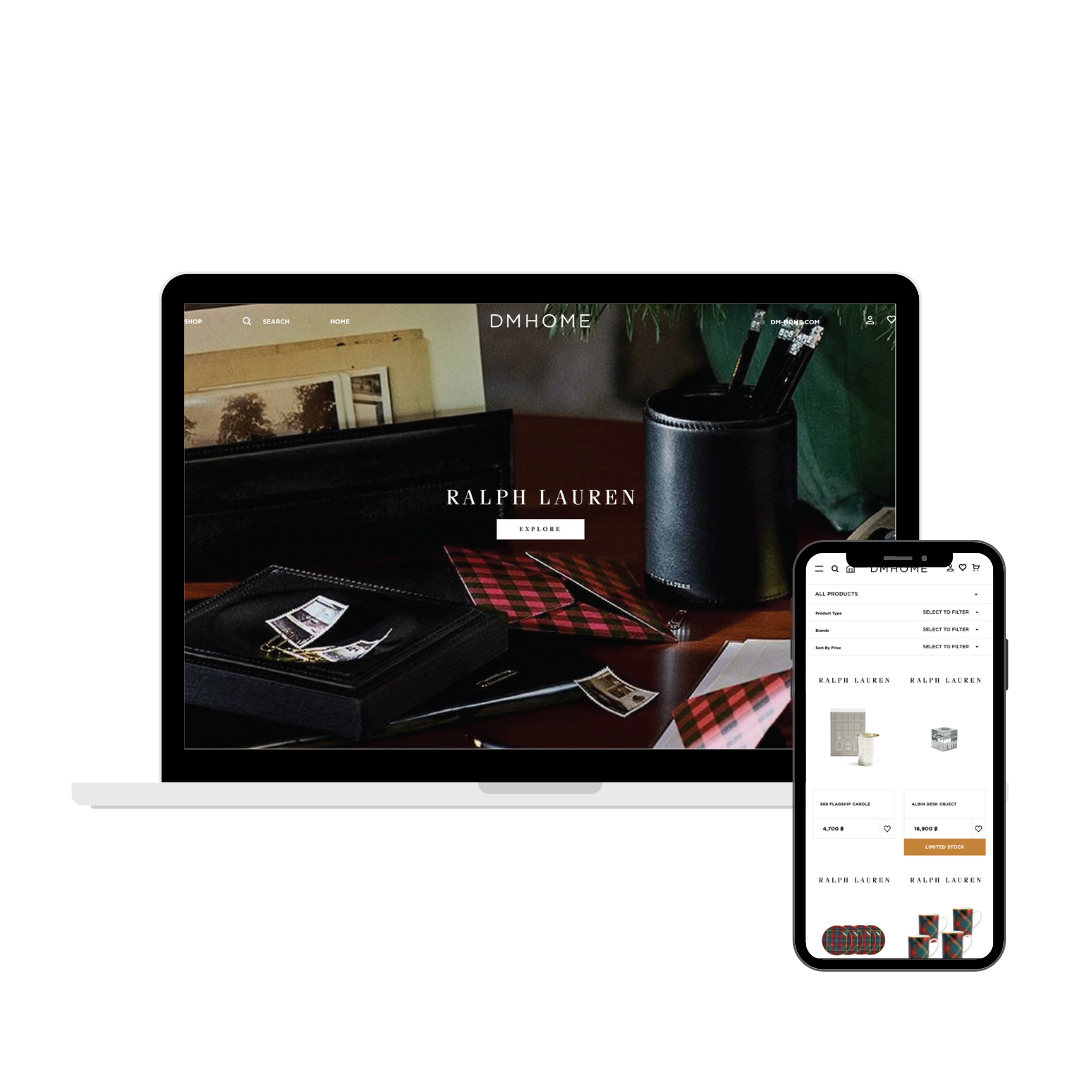 SHOP
SEARCH
HOME
DMHOME
DM-HOME.COM
RALPH LAUREN
EXPLORE
DMHOME
ALL PRODUCTS
Product Type SELECT TO FILTER
Brands SELECT TO FILTER
Sort By Price SELECT TO FILTER
RALPH LAUREN RALPH LAUREN
888 FLAGSHIP CANDLE ALBIN DESK OBJECT
4,700 ฿ 16,900 ฿
LIMITED STOCK
RALPH LAUREN RALPH LAUREN